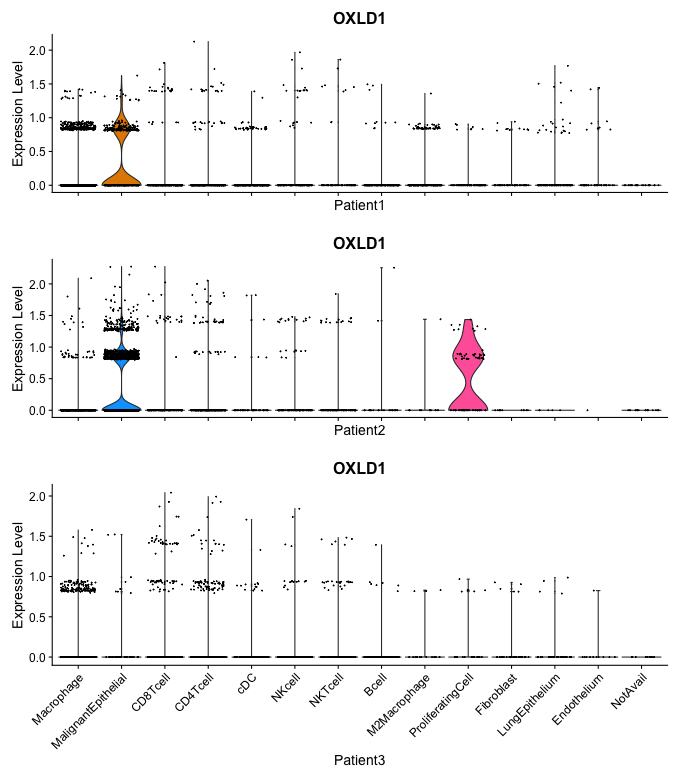 OXLD1
Expression Level
2.0
1.5
1.0
0.5
0.0
Patient1
OXLD1
Expression Level
2.0
1.5
1.0
0.5
0.0
Patient2
OXLD1
Expression Level
2.0
1.5
1.0
0.5
0.0
Macrophage
MalignantEpithelial
CD8Tcell
CD4Tcell
cDC
NKcell
NKTcell
Bcell
M2Macrophage
ProliferatingCell
Fibroblast
LungEpithelium
Endothelium
NotAvail
Patient3